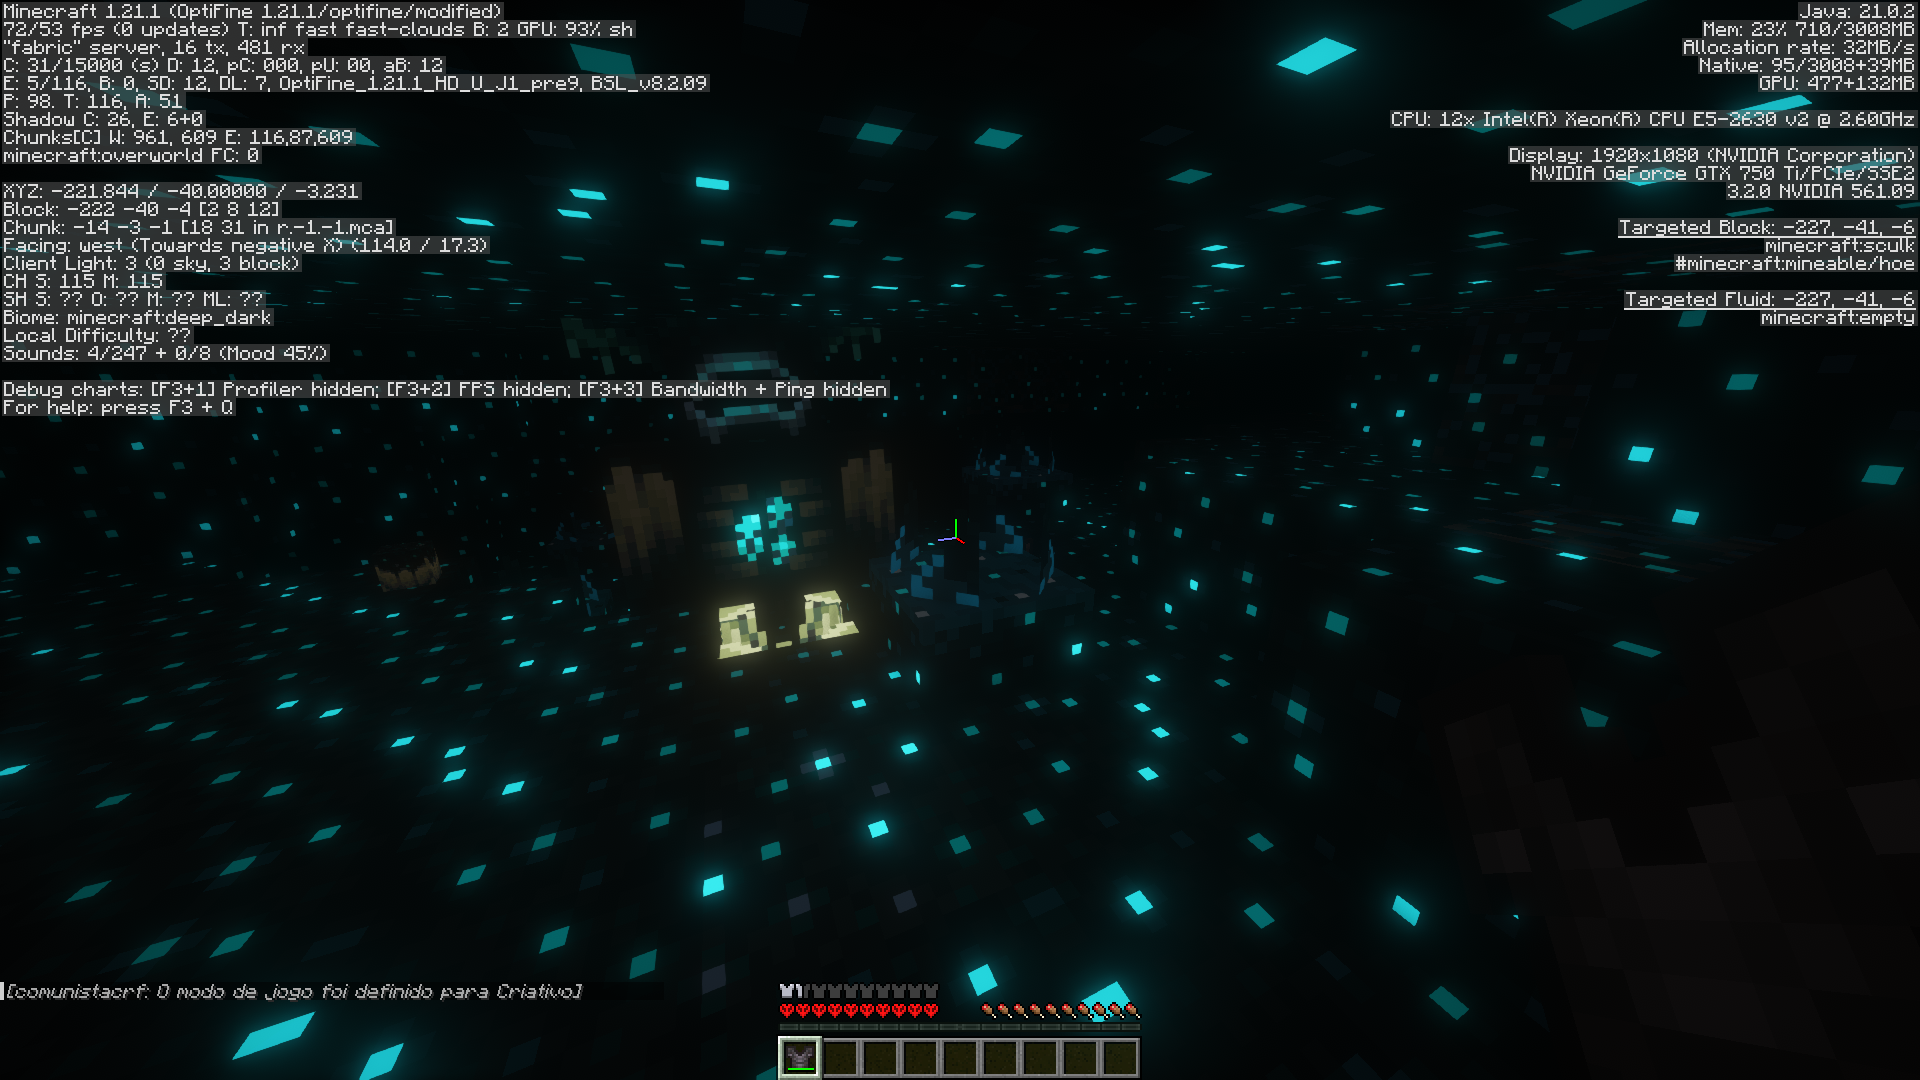 Minecraft 1.21.1 (OptiFine 1.21.1/optifine/modified)
72/53 fps (0 updates) T: inf fast fast-clouds B: 2 GPU: 93% sh
"fabric" server, 16 tx, 481 rx
C: 31/15000 (s) D: 12, pC: 000, pU: 00, aB: 12
E: 5/116, B: 0, SD: 12, DL: 7, OptiFine_1.21.1_HD_U_J1_pre9, BSL_v8.2.09
P: 98. T: 116, A: 51
Shadow C: 26, E: 6+0
Chunks[C] W: 961, 609 E: 116,87,609
minecraft:overworld FC: 0
XYZ: -221.844 / -40.00000 / -3.231
Block: -222 -40 -4 [2 8 12]
Chunk: -14 -3 -1 [18 31 in r.-1.-1.mca]
Facing: west (Towards negative X) (114.0 / 17.3)
Client Light: 3 (0 sky, 3 block)
CH S: 115 M: 115
SH S: ?? O: ?? M: ?? ML: ??
Biome: minecraft:deep_dark
Local Difficulty: ??
Sounds: 4/247 + 0/8 (Mood 45%)
Debug charts: [F3+1] Profiler hidden; [F3+2] FPS hidden; [F3+3] Bandwidth + Ping hidden
For help: press F3 + Q
Java: 21.0.2
Mem: 23% 710/3008MB
Allocation rate: 32MB/s
Native: 95/3008+39MB
GPU: 477+132MB
CPU: 12x Intel(R) Xeon(R) CPU E5-2630 v2 @ 2.60GHz
Display: 1920x1080 (NVIDIA Corporation)
NVIDIA GeForce GTX 750 Ti/PCIe/SSE2
3.2.0 NVIDIA 561.09
Targeted Block: -227, -41, -6
minecraft:sculk
#minecraft:mineable/hoe
Targeted Fluid: -227, -41, -6
minecraft:empty
[comunistacrf: O modo de jogo foi definido para Criativo]